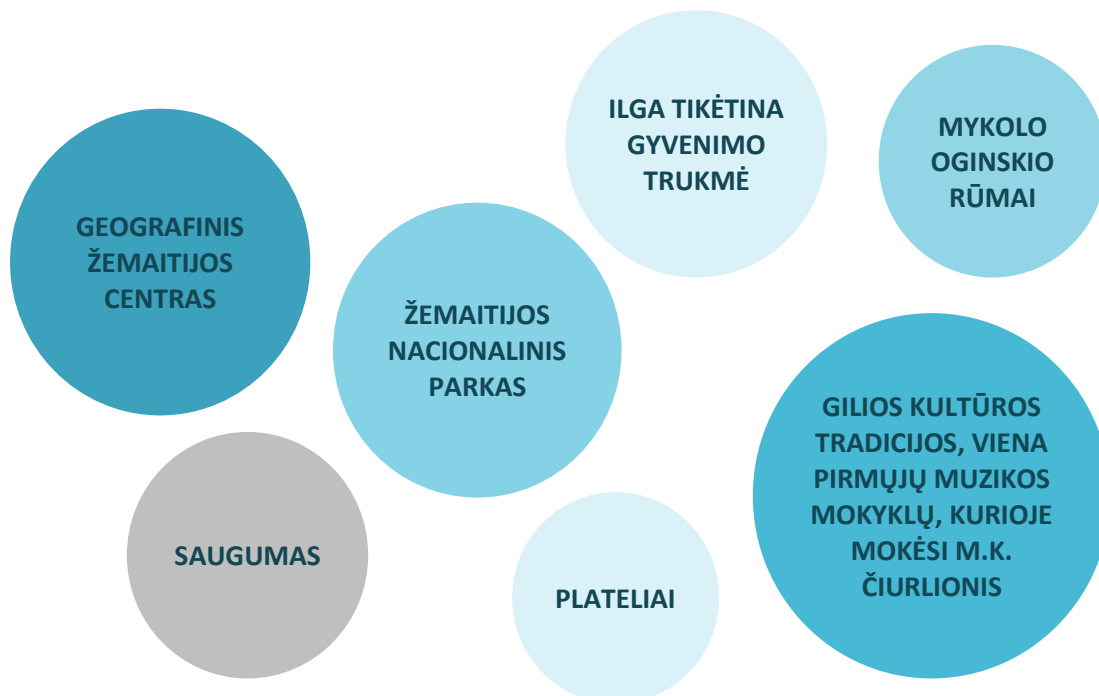 ILGA TIKĖTINA
GYVENIMO
TRUKMĖ
MYKOLO
OGINSKIO
RŪMAI
GEOGRAFINIS
ŽEMAITIJOS
CENTRAS
ŽEMAITIJOS
NACIONALINIS
PARKAS
GILIOS KULTŪROS
TRADICIJOS, VIENA
PIRMŲJŲ MUZIKOS
MOKYKLŲ, KURIOJE
MOKĖSI M.K.
ČIURLIONIS
SAUGUMAS
PLATELIAI